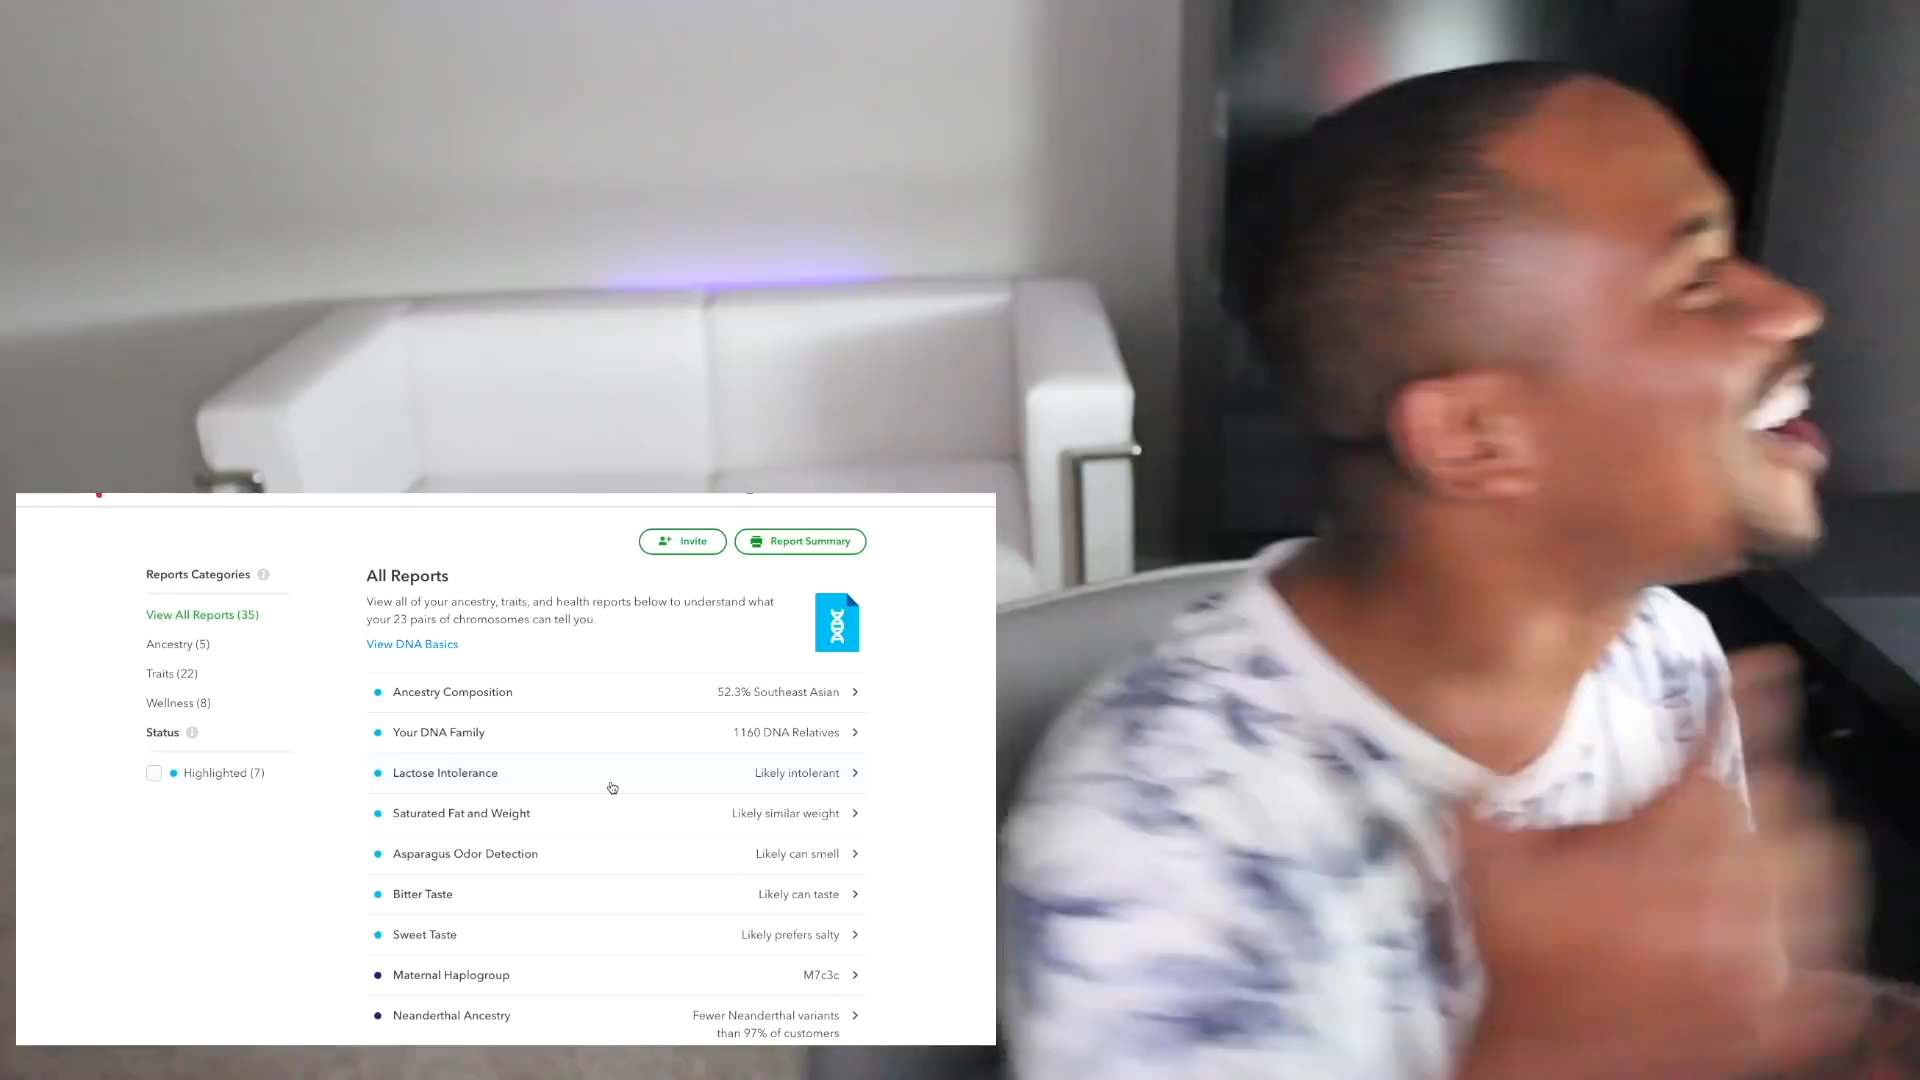 Invite
Report Summary
Reports Categories
View All Reports (35)
Ancestry (5)
Traits (22)
Wellness (8)
Status
Highlighted (7)
All Reports
View all of your ancestry, traits, and health reports below to understand what
your 23 pairs of chromosomes can tell you.
View DNA Basics
Ancestry Composition 52.3% Southeast Asian
Your DNA Family 1160 DNA Relatives
Lactose Intolerance Likely intolerant
Saturated Fat and Weight Likely similar weight
Asparagus Odor Detection Likely can smell
Bitter Taste Likely can taste
Sweet Taste Likely prefers salty
Maternal Haplogroup M7c3c
Neanderthal Ancestry Fewer Neanderthal variants
than 97% of customers